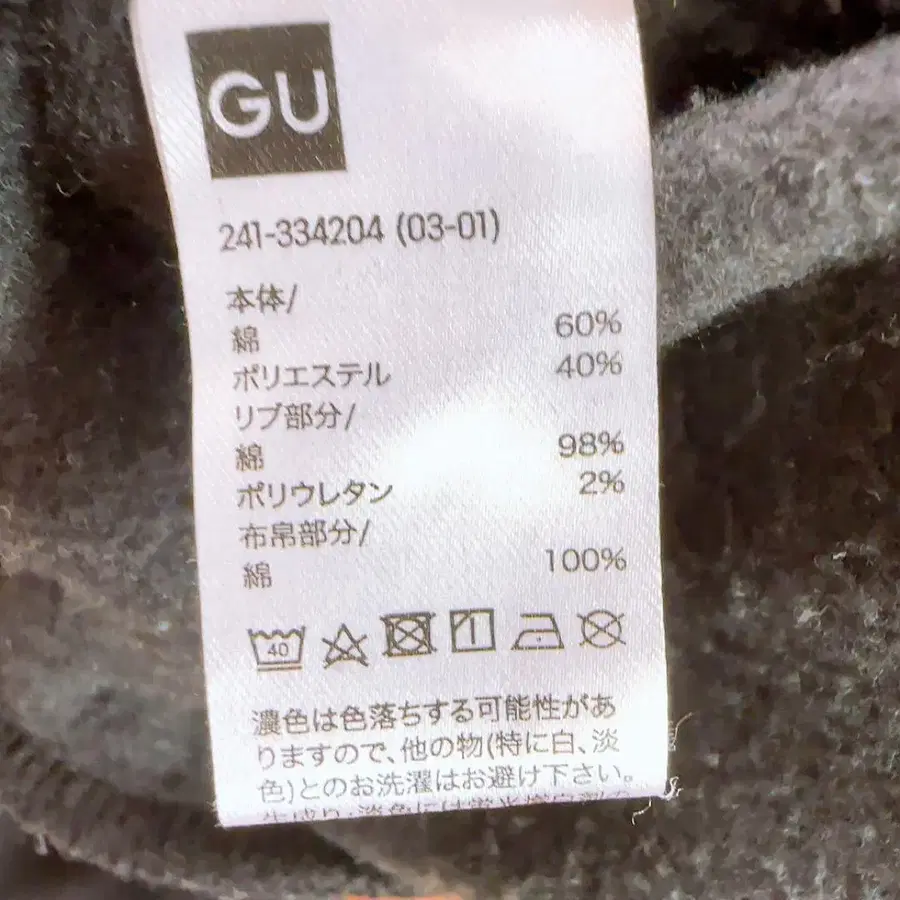 GU
241-334204 (03-01)
本体/
綿 60%
ポリエステル 40%
リブ部分/
綿 98%
ポリウレタン 2%
布帛部分/
綿 100%
40
濃色は色落ちする可能性があ
りますので、他の物(特に白、淡
色)とのお洗濯はお避け下さい。